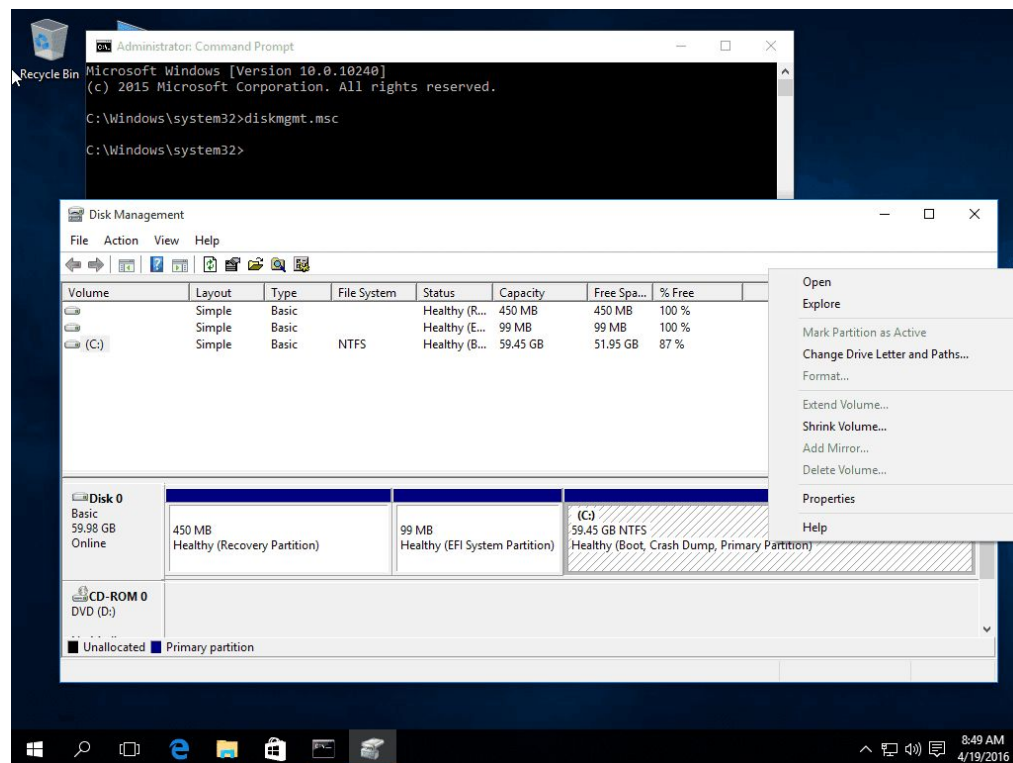 Recycle Bin
Administrator: Command Prompt
Microsoft Windows [Version 10.0.10240]
(c) 2015 Microsoft Corporation. All rights reserved.
C:\Windows\system32>diskmgmt.msc
C:\Windows\system32>
Disk Management
File Action View Help
Volume Layout Type File System Status Capacity Free Spa... % Free
Simple Basic Healthy (R... 450 MB 450 MB 100 %
Simple Basic Healthy (E... 99 MB 99 MB 100 %
(C:) Simple Basic NTFS Healthy (B... 59.45 GB 51.95 GB 87 %
Open
Explore
Mark Partition as Active
Change Drive Letter and Paths...
Format...
Extend Volume...
Shrink Volume...
Add Mirror...
Delete Volume...
Properties
Help
Disk 0
Basic
59.98 GB
Online
450 MB
Healthy (Recovery Partition)
99 MB
Healthy (EFI System Partition)
(C:)
59.45 GB NTFS
Healthy (Boot, Crash Dump, Primary Partition)
CD-ROM 0
DVD (D:)
Unallocated Primary partition
8:49 AM
4/19/2016